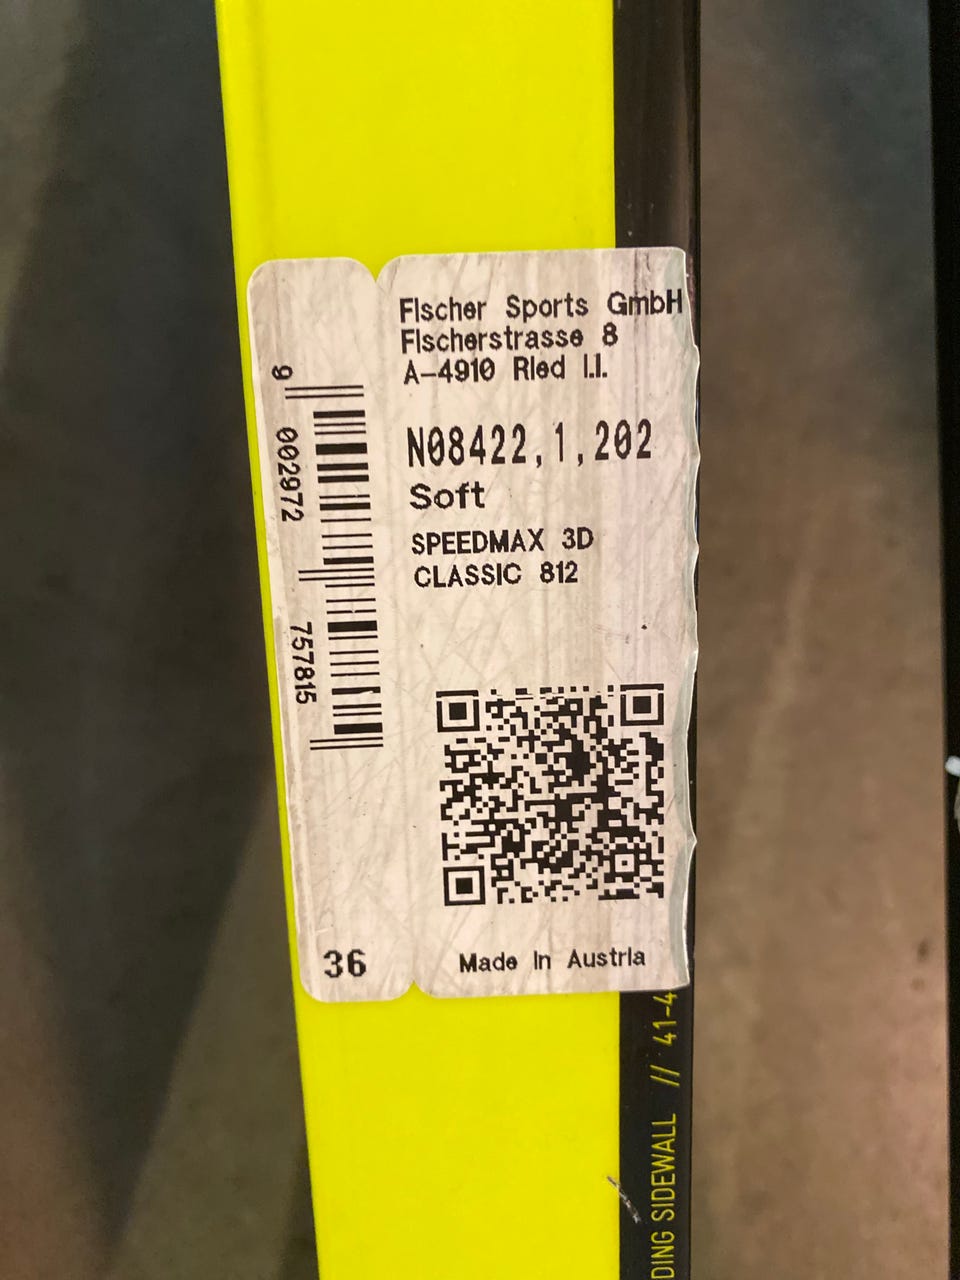 Fischer Sports GmbH
Fischerstrasse 8
A-4910 Ried I.I.
N08422,1,202
Soft
SPEEDMAX 3D
CLASSIC 812
9 002972 757815
36
Made In Austria
DING SIDEWALL // 41-4